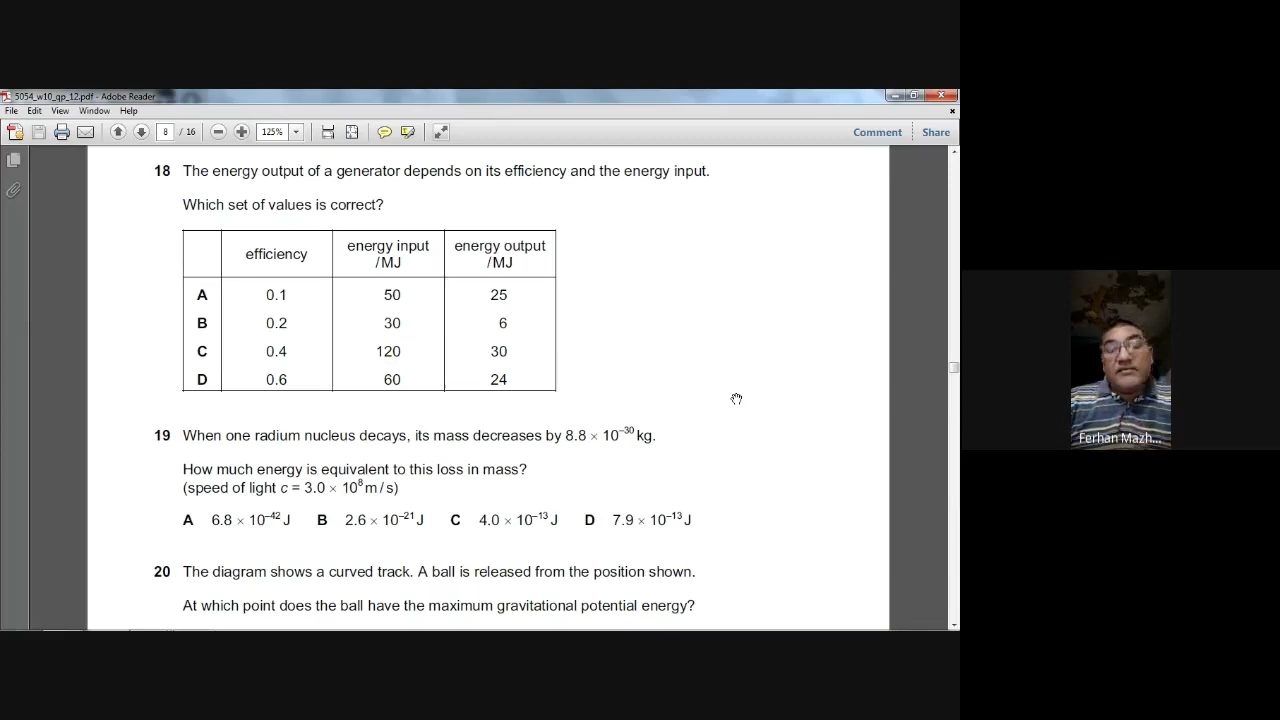 5054_w10_qp_12.pdf - Adobe Reader
File Edit View Window Help
8 / 16 125% Comment Share
18 The energy output of a generator depends on its efficiency and the energy input.
Which set of values is correct?
efficiency energy input /MJ energy output /MJ
A 0.1 50 25
B 0.2 30 6
C 0.4 120 30
D 0.6 60 24
19 When one radium nucleus decays, its mass decreases by 8.8 × 10⁻³⁰ kg.
How much energy is equivalent to this loss in mass?
(speed of light c = 3.0 × 10⁸ m / s)
A 6.8 × 10⁻⁴² J B 2.6 × 10⁻²¹ J C 4.0 × 10⁻¹³ J D 7.9 × 10⁻¹³ J
20 The diagram shows a curved track. A ball is released from the position shown.
At which point does the ball have the maximum gravitational potential energy?
Ferhan Mazh...